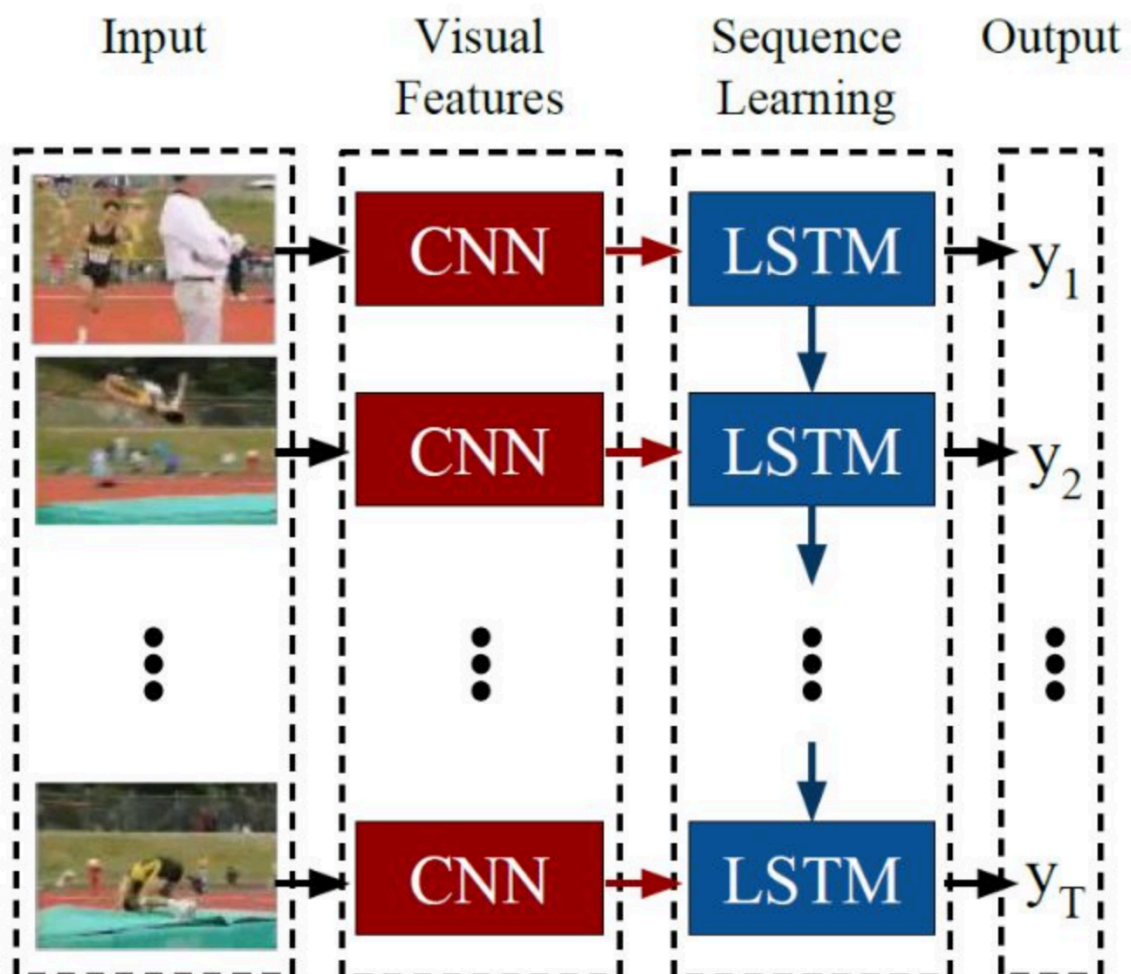 Input
Visual
Features
Sequence
Learning
Output
CNN
LSTM
y1
CNN
LSTM
y2
CNN
LSTM
yT